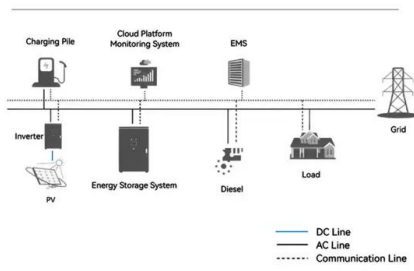 Charging Pile
Cloud Platform
Monitoring System
EMS
Grid
Inverter
PV
Energy Storage System
Diesel
Load
DC Line
AC Line
Communication Line